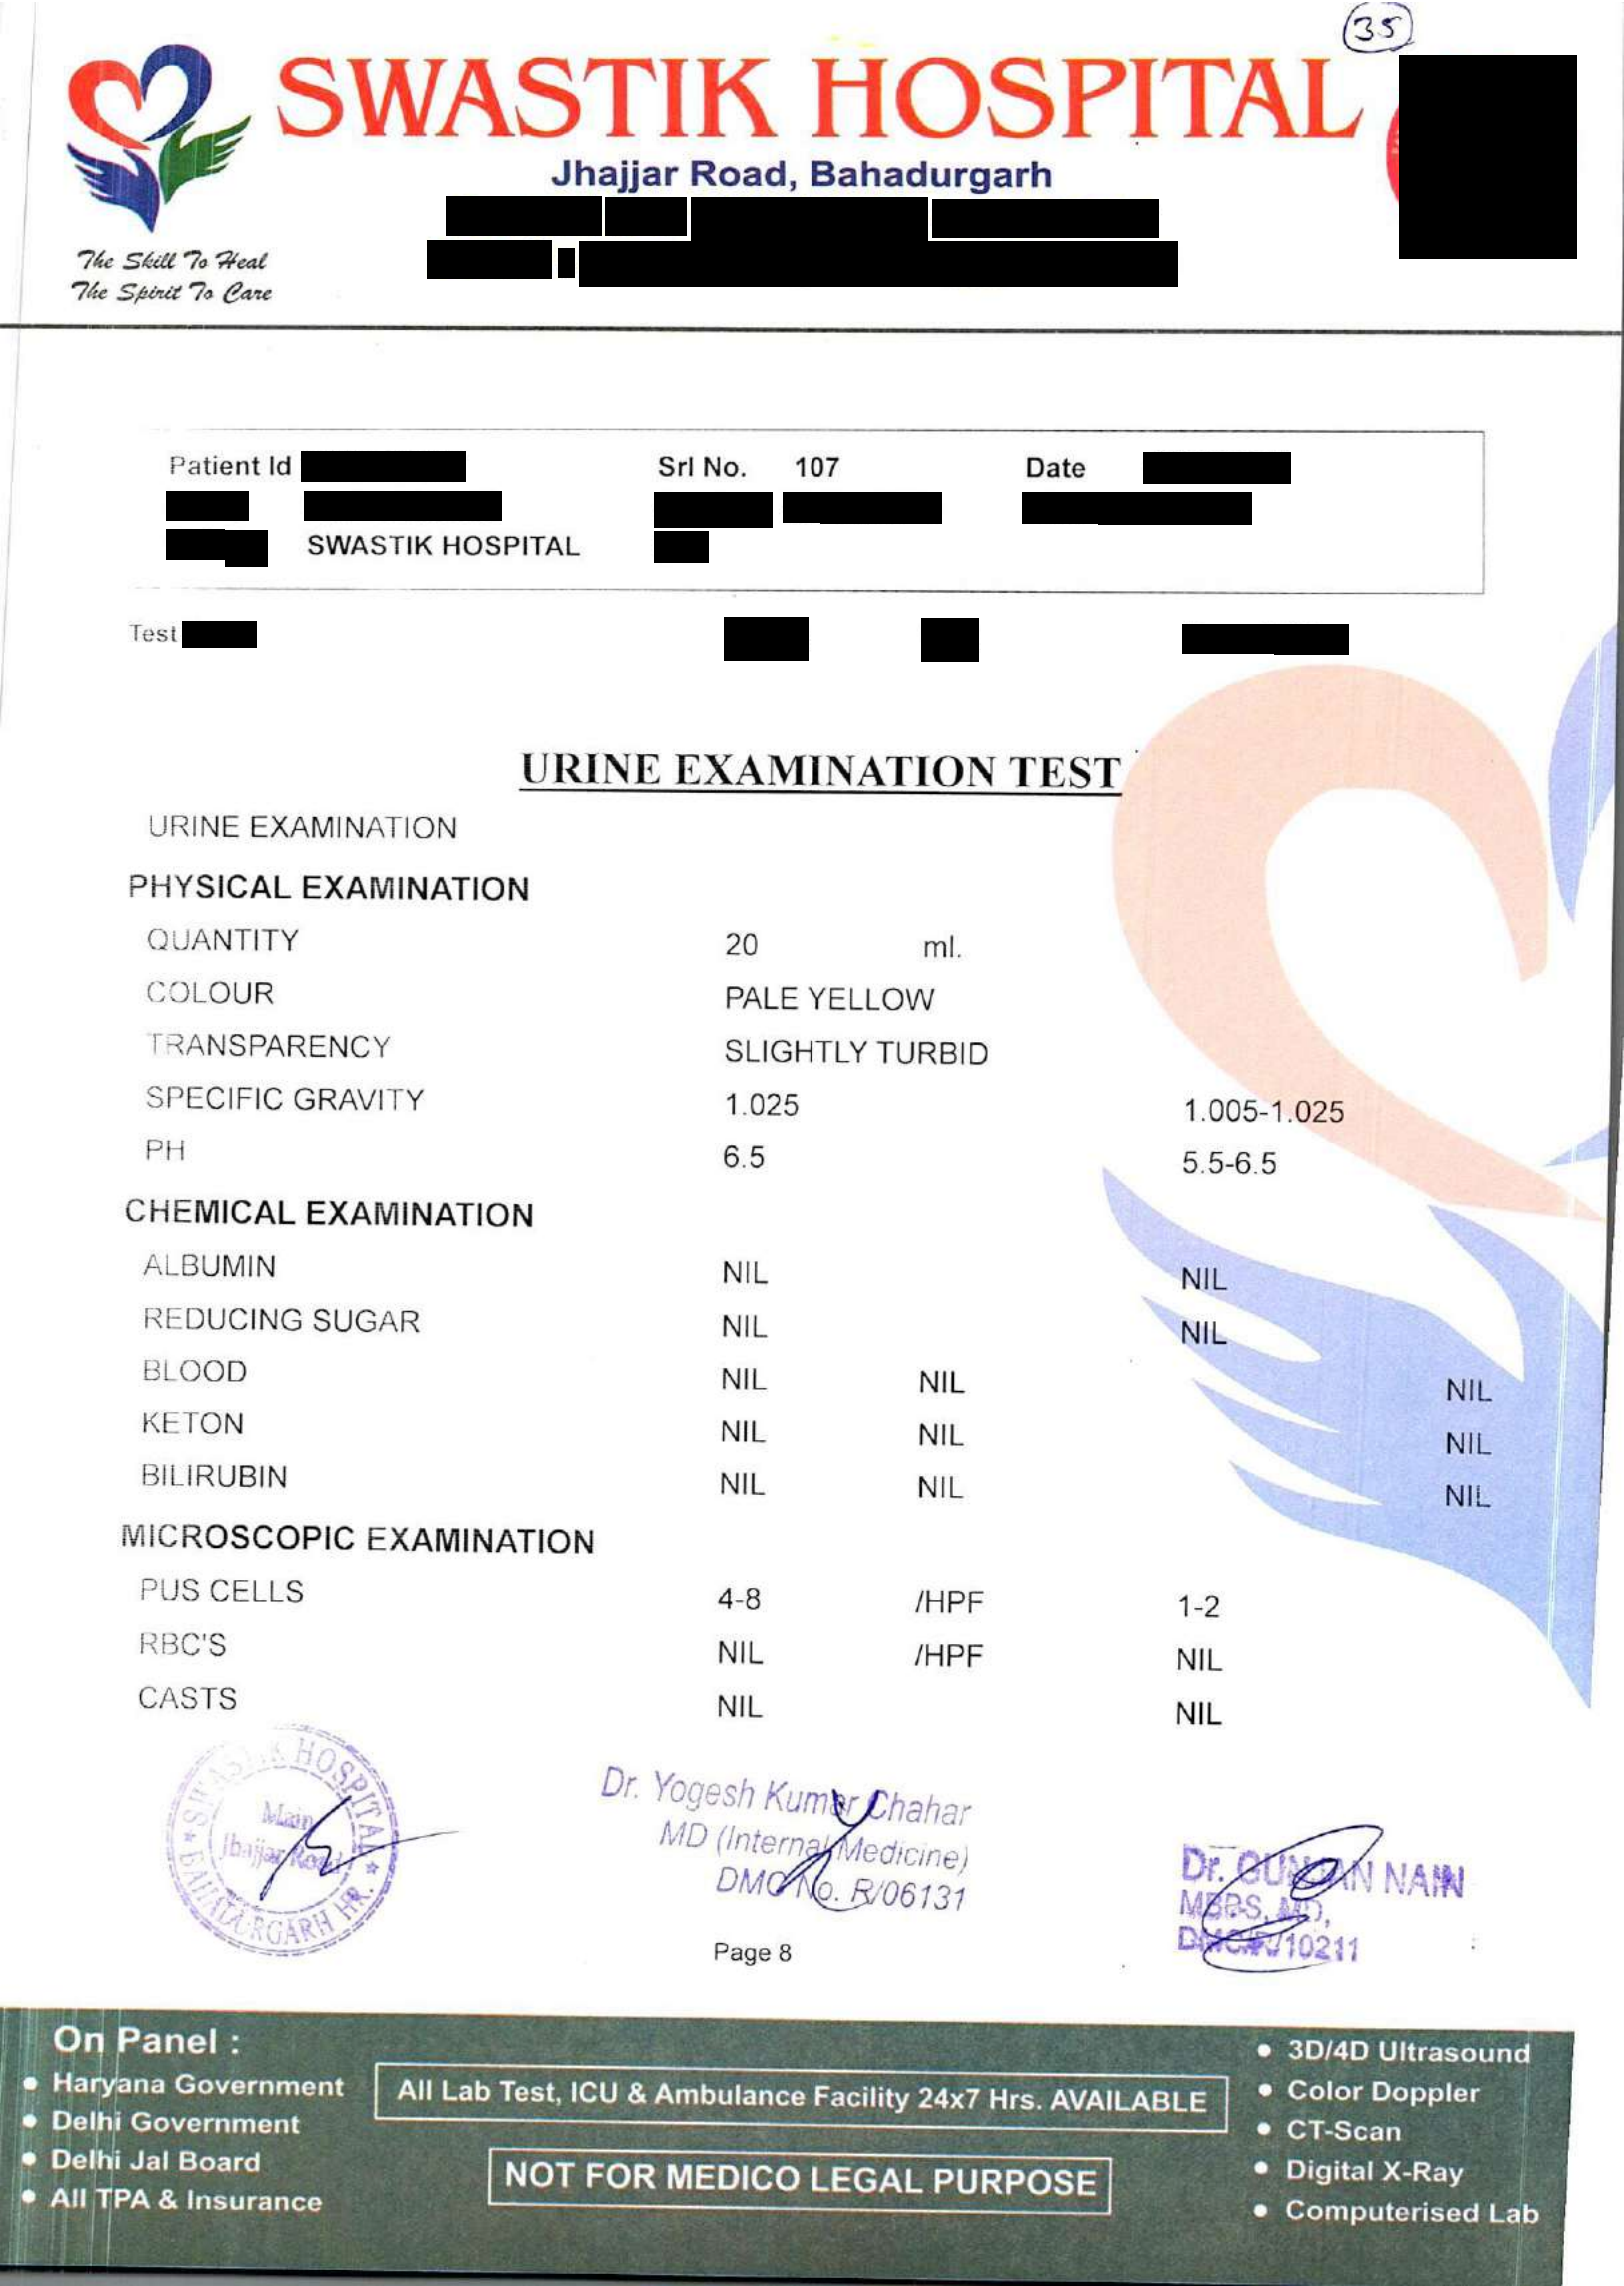 35
SWASTIK HOSPITAL
Jhajjar Road, Bahadurgarh
The Skill To Heal
The Spirit To Care
Patient Id Srl No. 107 Date
SWASTIK HOSPITAL
Test
URINE EXAMINATION TEST
URINE EXAMINATION
PHYSICAL EXAMINATION
QUANTITY 20 ml.
COLOUR PALE YELLOW
TRANSPARENCY SLIGHTLY TURBID
SPECIFIC GRAVITY 1.025 1.005-1.025
PH 6.5 5.5-6.5
CHEMICAL EXAMINATION
ALBUMIN NIL NIL
REDUCING SUGAR NIL NIL
BLOOD NIL NIL NIL
KETON NIL NIL NIL
BILIRUBIN NIL NIL NIL
MICROSCOPIC EXAMINATION
PUS CELLS 4-8 /HPF 1-2
RBC'S NIL /HPF NIL
CASTS NIL NIL
SWASTIK HOSPITAL
Main
Jhajjar Road
BAHADURGARH HR.
Dr. Yogesh Kumar Chahar
MD (Internal Medicine)
DMC No. R/06131
Dr. NAIN
MBBS, MD,
DMC/R/10211
Page 8
On Panel :
• Haryana Government
• Delhi Government
• Delhi Jal Board
• All TPA & Insurance
All Lab Test, ICU & Ambulance Facility 24x7 Hrs. AVAILABLE
NOT FOR MEDICO LEGAL PURPOSE
• 3D/4D Ultrasound
• Color Doppler
• CT-Scan
• Digital X-Ray
• Computerised Lab